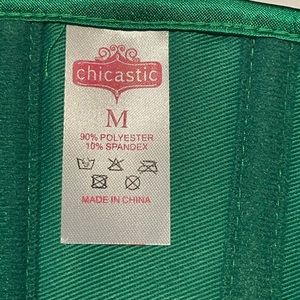 chicastic
M
90% POLYESTER
10% SPANDEX
MADE IN CHINA